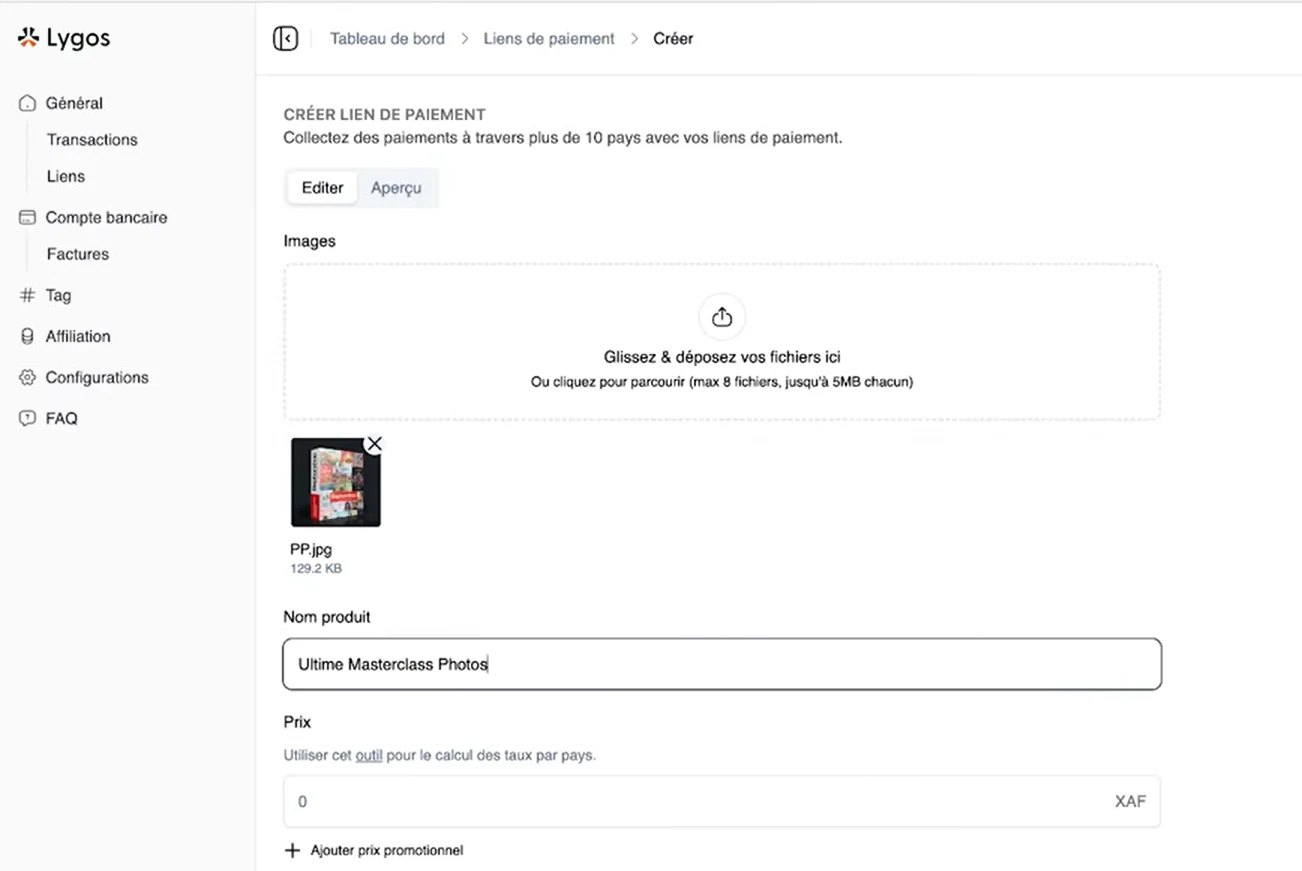 Lygos
Tableau de bord > Liens de paiement > Créer
Général
Transactions
Liens
Compte bancaire
Factures
Tag
Affiliation
Configurations
FAQ
CRÉER LIEN DE PAIEMENT
Collectez des paiements à travers plus de 10 pays avec vos liens de paiement.
Editer Aperçu
Images
Glissez & déposez vos fichiers ici
Ou cliquez pour parcourir (max 8 fichiers, jusqu'à 5MB chacun)
PP.jpg
129.2 KB
Nom produit
Ultime Masterclass Photos
Prix
Utiliser cet outil pour le calcul des taux par pays.
0 XAF
Ajouter prix promotionnel